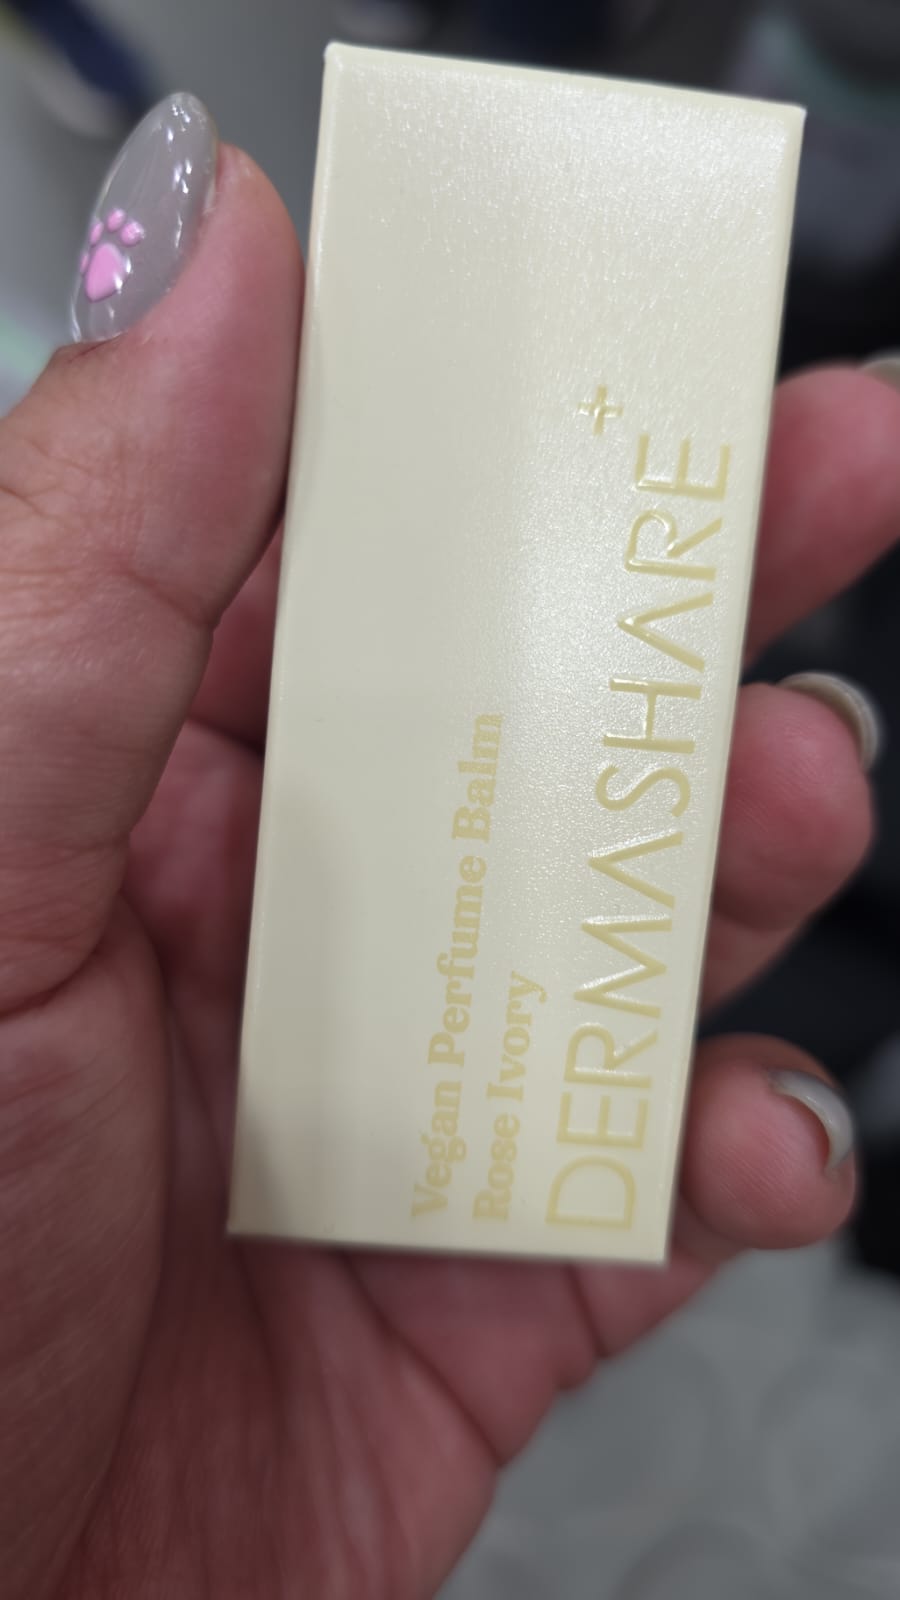 Vegan Perfume Balm
Rose Ivory
DERMASHARE+